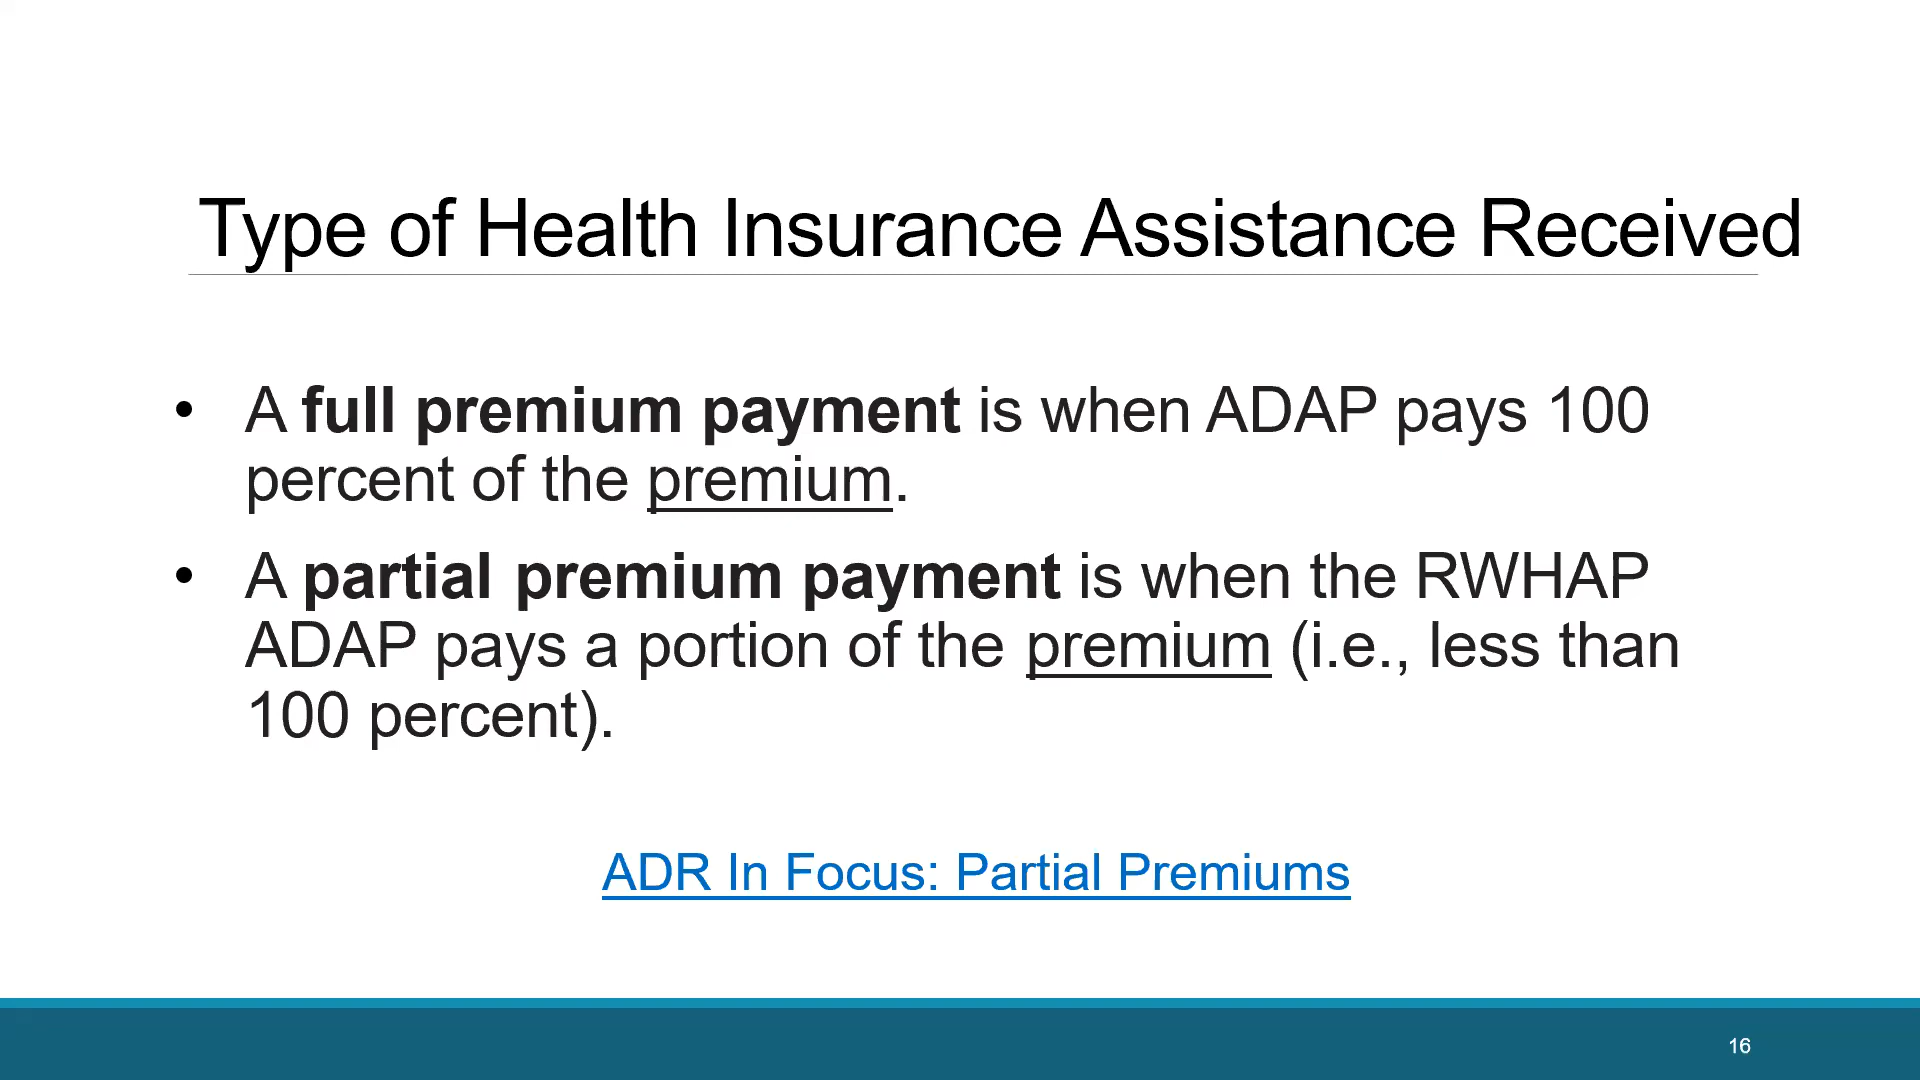 Type of Health Insurance Assistance Received
• A full premium payment is when ADAP pays 100
percent of the premium.
• A partial premium payment is when the RWHAP
ADAP pays a portion of the premium (i.e., less than
100 percent).
ADR In Focus: Partial Premiums
16